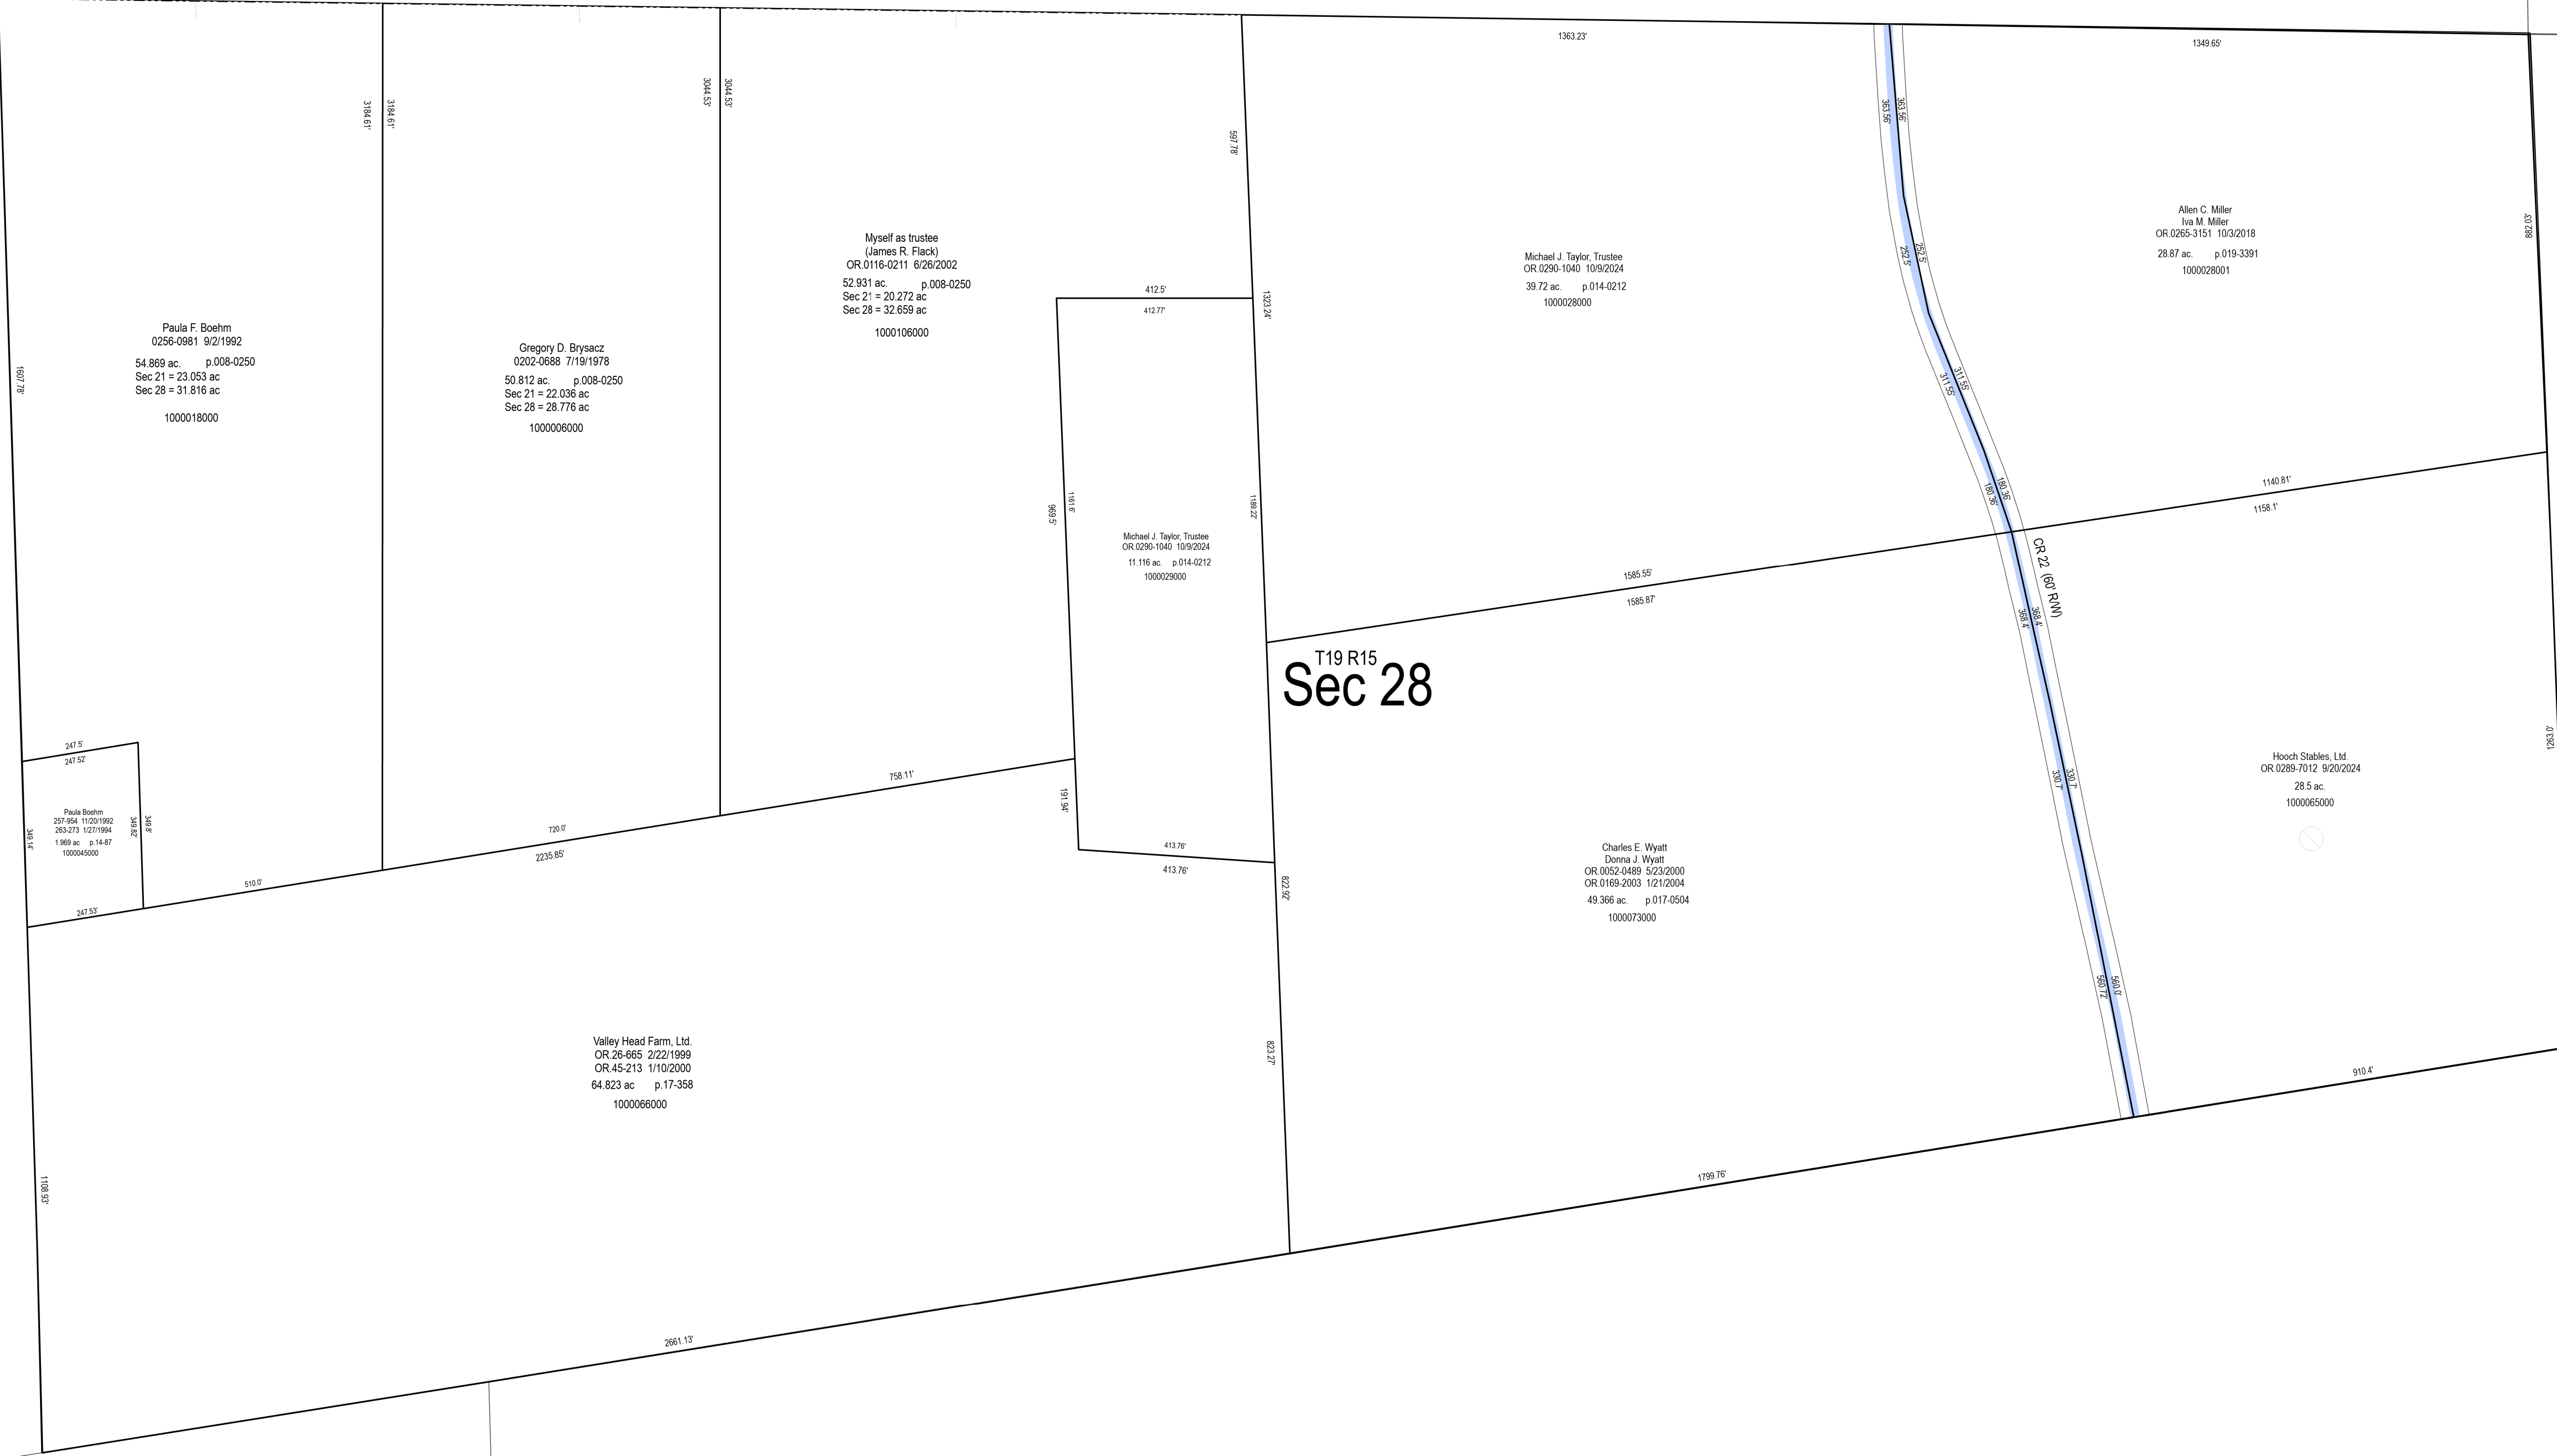 1363.23'
1349.65'
3184.61'
3184.61'
3044.53'
3044.53'
597.78'
363.56'
363.56'
882.03'
Paula F. Boehm
0256-0981 9/2/1992
54.869 ac. p.008-0250
Sec 21 = 23.053 ac
Sec 28 = 31.816 ac
1000018000
1607.78'
Gregory D. Brysacz
0202-0688 7/19/1978
50.812 ac. p.008-0250
Sec 21 = 22.036 ac
Sec 28 = 28.776 ac
1000006000
Myself as trustee
(James R. Flack)
OR.0116-0211 6/26/2002
52.931 ac. p.008-0250
Sec 21 = 20.272 ac
Sec 28 = 32.659 ac
1000106000
412.5'
412.77'
1323.24'
Michael J. Taylor, Trustee
OR.0290-1040 10/9/2024
39.72 ac. p.014-0212
1000028000
252.5'
252.5'
Allen C. Miller
Iva M. Miller
OR.0265-3151 10/3/2018
28.87 ac. p.019-3391
1000028001
311.55'
311.55'
180.36'
180.36'
1140.81'
1158.1'
969.5'
1161.6'
1189.22'
Michael J. Taylor, Trustee
OR.0290-1040 10/9/2024
11.116 ac. p.014-0212
1000029000
1585.55'
1585.87'
CR 22 (60' R/W)
368.4'
368.4'
T19 R15
Sec 28
247.5'
247.52'
Paula Boehm
257-954 11/20/1992
263-273 1/27/1994
1.969 ac p.14-87
1000045000
349.14'
349.82'
349.8'
247.53'
510.0'
720.0'
2235.85'
758.11'
191.94'
413.76'
413.76'
822.92'
823.27'
330.7'
330.7'
Hooch Stables, Ltd.
OR.0289-7012 9/20/2024
28.5 ac.
1000065000
1263.0'
Charles E. Wyatt
Donna J. Wyatt
OR.0052-0489 5/23/2000
OR.0169-2003 1/21/2004
49.366 ac. p.017-0504
1000073000
560.72'
560.0'
910.4'
Valley Head Farm, Ltd.
OR.26-665 2/22/1999
OR.45-213 1/10/2000
64.823 ac p.17-358
1000066000
1108.93'
1799.76'
2661.13'